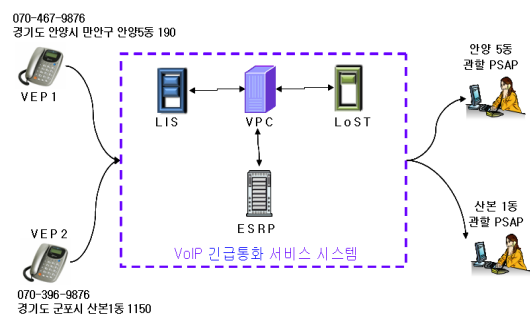 070-467-9876
경기도 안양시 만안구 안양5동 190
VEP1
LIS
VPC
LoST
안양 5동
관할 PSAP
ESRP
VEP2
산본 1동
관할 PSAP
VoIP 긴급통화 서비스 시스템
070-396-9876
경기도 군포시 산본1동 1150